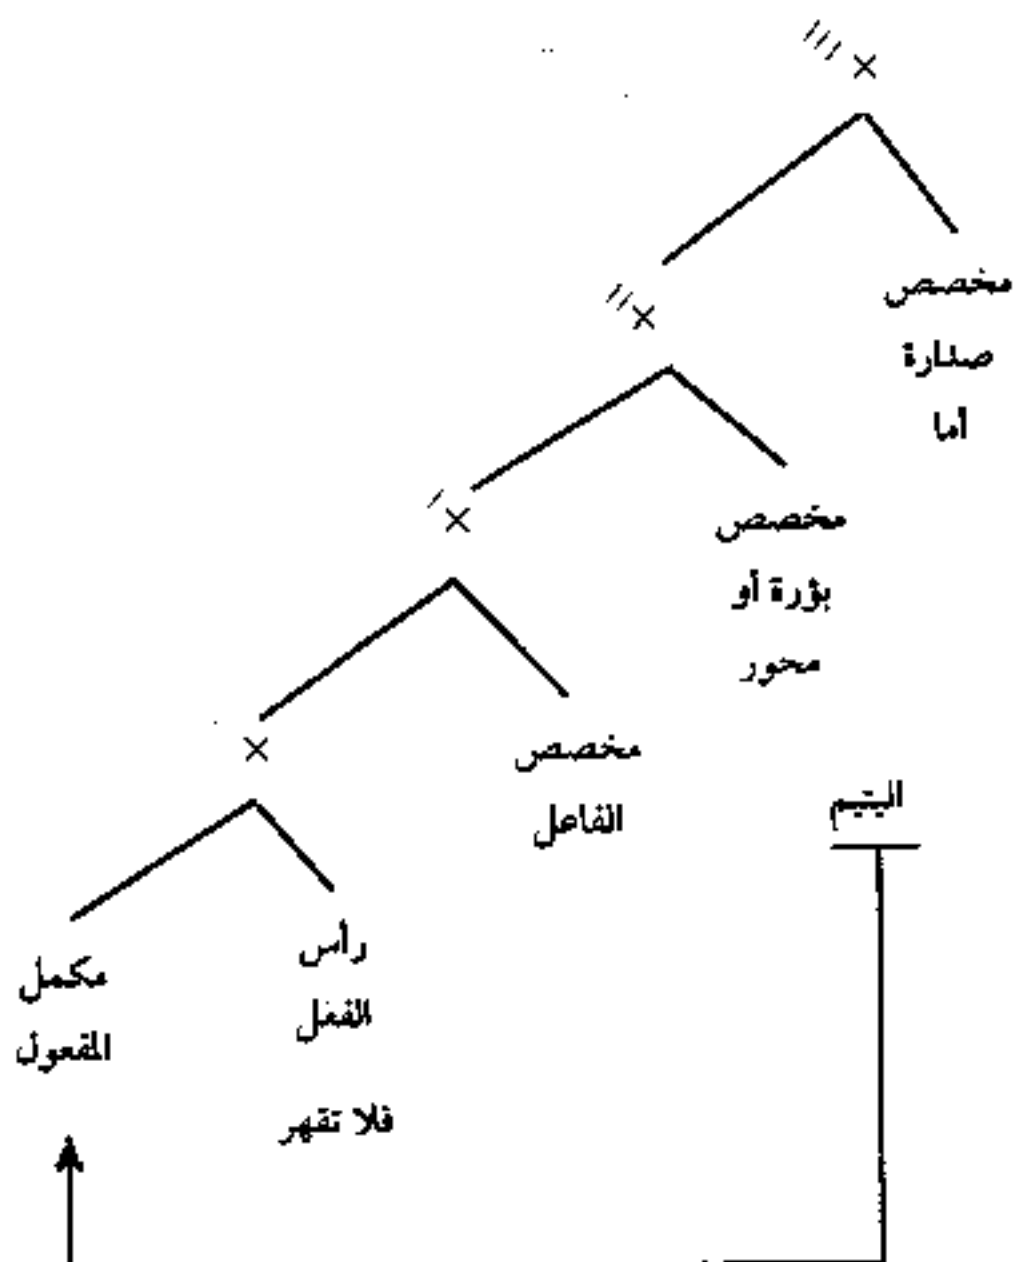 ///×
مخصص
صدارة
أما
//×
مخصص
بؤرة أو
محور
/×
مخصص
الفاعل
×
رأس
الفعل
فلا تقهر
مكمل
المفعول
اليتيم